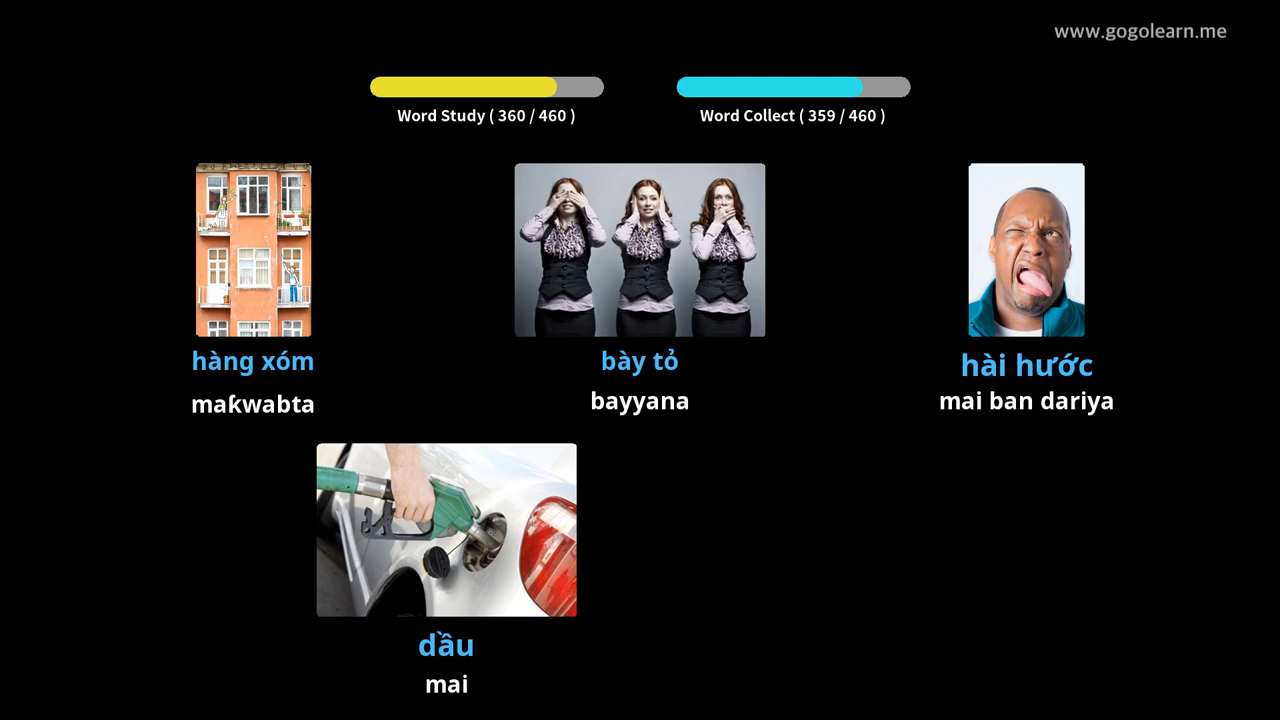 www.gogolearn.me
Word Study ( 360 / 460 )
Word Collect ( 359 / 460 )
hàng xóm
maƙwabta
bày tỏ
bayyana
hài hước
mai ban dariya
dầu
mai